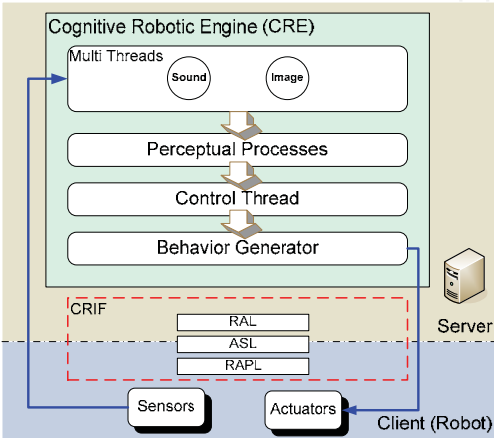 Cognitive Robotic Engine (CRE)
Multi Threads
Sound
Image
Perceptual Processes
Control Thread
Behavior Generator
CRIF
RAL
ASL
RAPL
Server
Sensors
Actuators
Client (Robot)